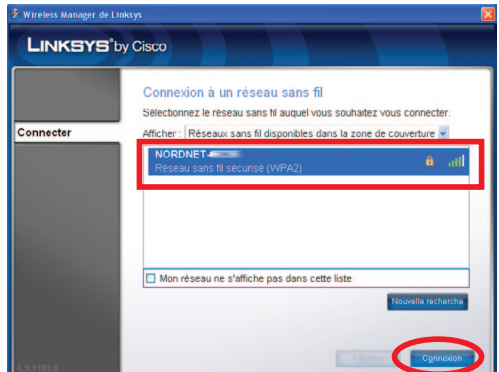 Wireless Manager de Linksys
LINKSYS® by Cisco
Connexion à un réseau sans fil
Sélectionnez le réseau sans fil auquel vous souhaitez vous connecter.
Connecter
Afficher : Réseaux sans fil disponibles dans la zone de couverture
NORDNET-
Réseau sans fil sécurisé (WPA2)
Mon réseau ne s'affiche pas dans cette liste
Nouvelle recherche
Connexion